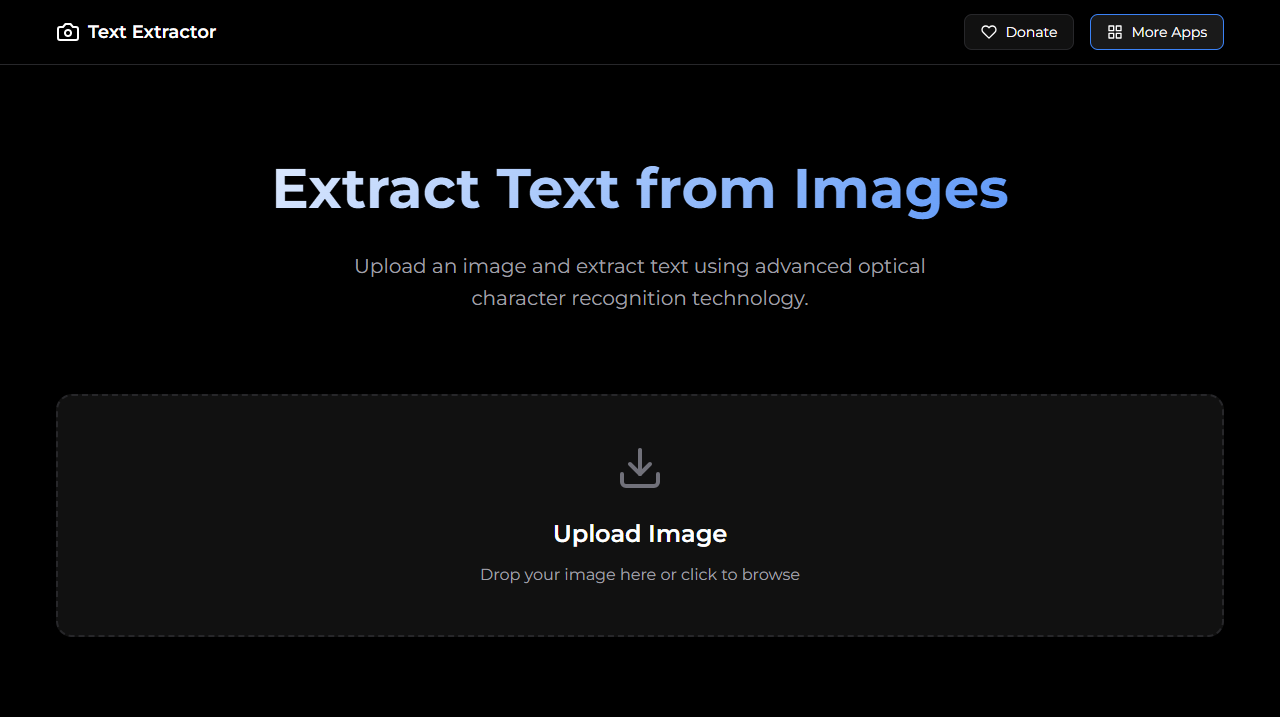 Text Extractor
Donate
More Apps
Extract Text from Images
Upload an image and extract text using advanced optical
character recognition technology.
Upload Image
Drop your image here or click to browse